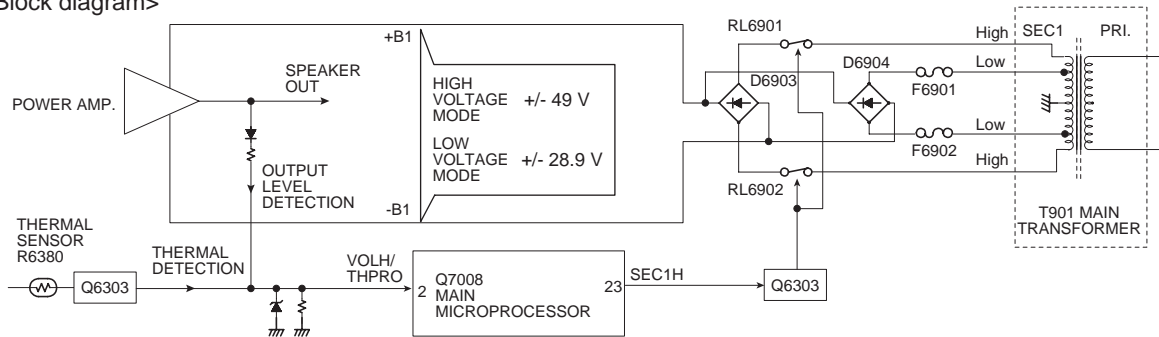 Block diagram>
POWER AMP.
SPEAKER
OUT
OUTPUT
LEVEL
DETECTION
+B1
HIGH
VOLTAGE
MODE
+/- 49 V
LOW
VOLTAGE
MODE
+/- 28.9 V
-B1
RL6901
D6903
D6904
RL6902
F6901
F6902
High
Low
Low
High
SEC1
PRI.
T901 MAIN
TRANSFORMER
THERMAL
SENSOR
R6380
Q6303
THERMAL
DETECTION
VOLH/
THPRO
2
Q7008
MAIN
MICROPROCESSOR
23
SEC1H
Q6303